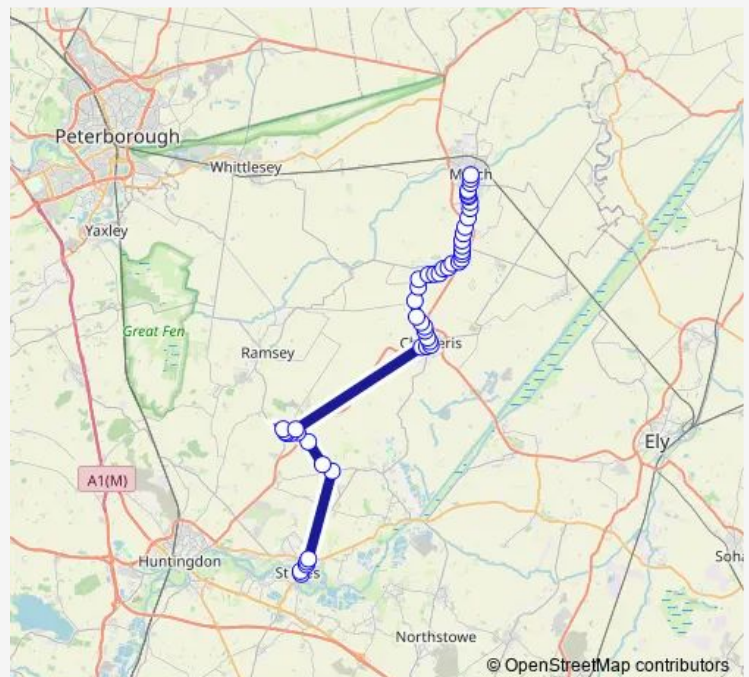 Peterborough
Whittlesey
Yaxley
Great Fen
Ramsey
Ely
A1(M)
Huntingdon
Soha
Northstowe
© OpenStreetMap contributors